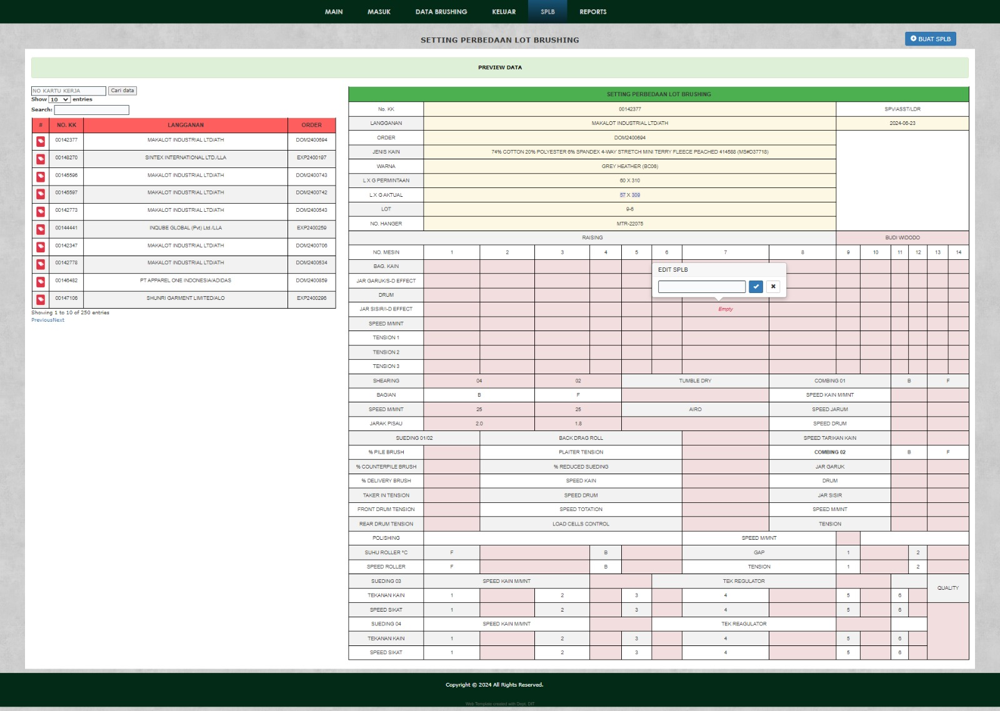 MAIN MASUK DATA BRUSHING KELUAR SPLB REPORTS
SETTING PERBEDAAN LOT BRUSHING
BUAT SPLB
PREVIEW DATA
NO KARTU KERJA Cari data
Show 10 entries
Search:
# NO. KK LANGGANAN ORDER
00142377 MAKALOT INDUSTRIAL LTD/ATH DOM2400694
00148270 SINTEX INTERNATIONAL LTD./LLA EXP2400197
00145596 MAKALOT INDUSTRIAL LTD/ATH DOM2400743
00145597 MAKALOT INDUSTRIAL LTD/ATH DOM2400742
00142773 MAKALOT INDUSTRIAL LTD/ATH DOM2400543
00144441 INQUBE GLOBAL (Pvt) Ltd./LLA EXP2400259
00142347 MAKALOT INDUSTRIAL LTD/ATH DOM2400706
00142778 MAKALOT INDUSTRIAL LTD/ATH DOM2400534
00146482 PT APPAREL ONE INDONESIA/ADIDAS DOM2400859
00147106 SHUNRI GARMENT LIMITED/ALO EXP2400296
Showing 1 to 10 of 250 entries
PreviousNext
SETTING PERBEDAAN LOT BRUSHING
No. KK 00142377 SPV/ASST/LDR
LANGGANAN MAKALOT INDUSTRIAL LTD/ATH 2024-06-23
ORDER DOM2400694
JENIS KAIN 74% COTTON 20% POLYESTER 6% SPANDEX 4-WAY STRETCH MINI TERRY FLEECE PEACHED 414588 (MS#D37718)
WARNA GREY HEATHER (BC06)
L X G PERMINTAAN 60 X 310
L X G AKTUAL 57 X 309
LOT 9-6
NO. HANGER MTR-22075
RAISING BUDI WIDODO
NO. MESIN 1 2 3 4 5 6 7 8 9 10 11 12 13 14
BAG. KAIN
EDIT SPLB
JAR GARUK/S-D EFFECT
DRUM
JAR SISIR/I-D EFFECT Empty
SPEED M/MNT
TENSION 1
TENSION 2
TENSION 3
SHEARING 04 02 TUMBLE DRY COMBING 01 B F
BAGIAN B F SPEED KAIN M/MNT
SPEED M/MNT 25 25 AIRO SPEED JARUM
JARAK PISAU 2.0 1.8 SPEED DRUM
SUEDING 01/02 BACK DRAG ROLL SPEED TARIKAN KAIN
% PILE BRUSH PLAITER TENSION COMBING 02 B F
% COUNTERPILE BRUSH % REDUCED SUEDING JAR GARUK
% DELIVERY BRUSH SPEED KAIN DRUM
TAKER IN TENSION SPEED DRUM JAR SISIR
FRONT DRUM TENSION SPEED TOTATION SPEED M/MNT
REAR DRUM TENSION LOAD CELLS CONTROL TENSION
POLISHING SPEED M/MNT
SUHU ROLLER °C F B GAP 1 2
SPEED ROLLER F B TENSION 1 2
SUEDING 03 SPEED KAIN M/MNT TEK REGULATOR QUALITY
TEKANAN KAIN 1 2 3 4 5 6
SPEED SIKAT 1 2 3 4 5 6
SUEDING 04 SPEED KAIN M/MNT TEK REAGULATOR
TEKANAN KAIN 1 2 3 4 5 6
SPEED SIKAT 1 2 3 4 5 6
Copyright © 2024 All Rights Reserved.
Web Template created with Dept. DIT